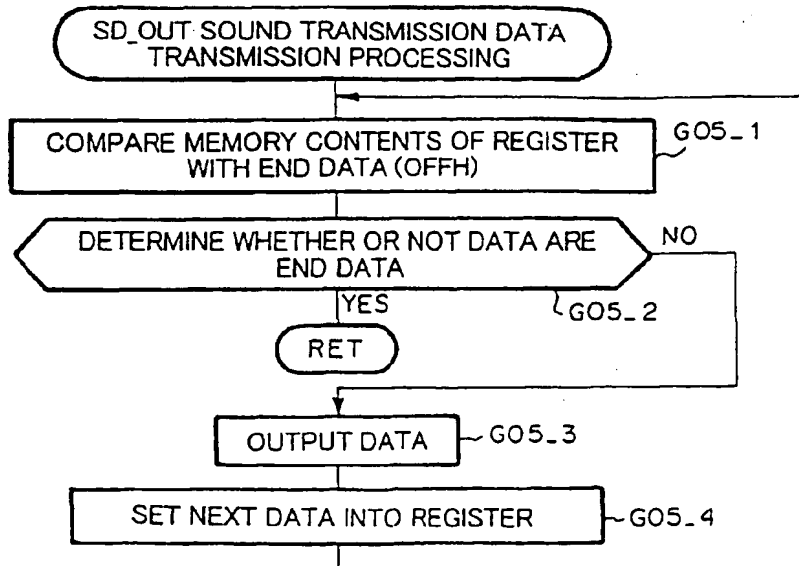 SD_OUT SOUND TRANSMISSION DATA
TRANSMISSION PROCESSING
COMPARE MEMORY CONTENTS OF REGISTER
WITH END DATA (OFFH)
G05_1
DETERMINE WHETHER OR NOT DATA ARE
END DATA
NO
YES
G05_2
RET
OUTPUT DATA
G05_3
SET NEXT DATA INTO REGISTER
G05_4